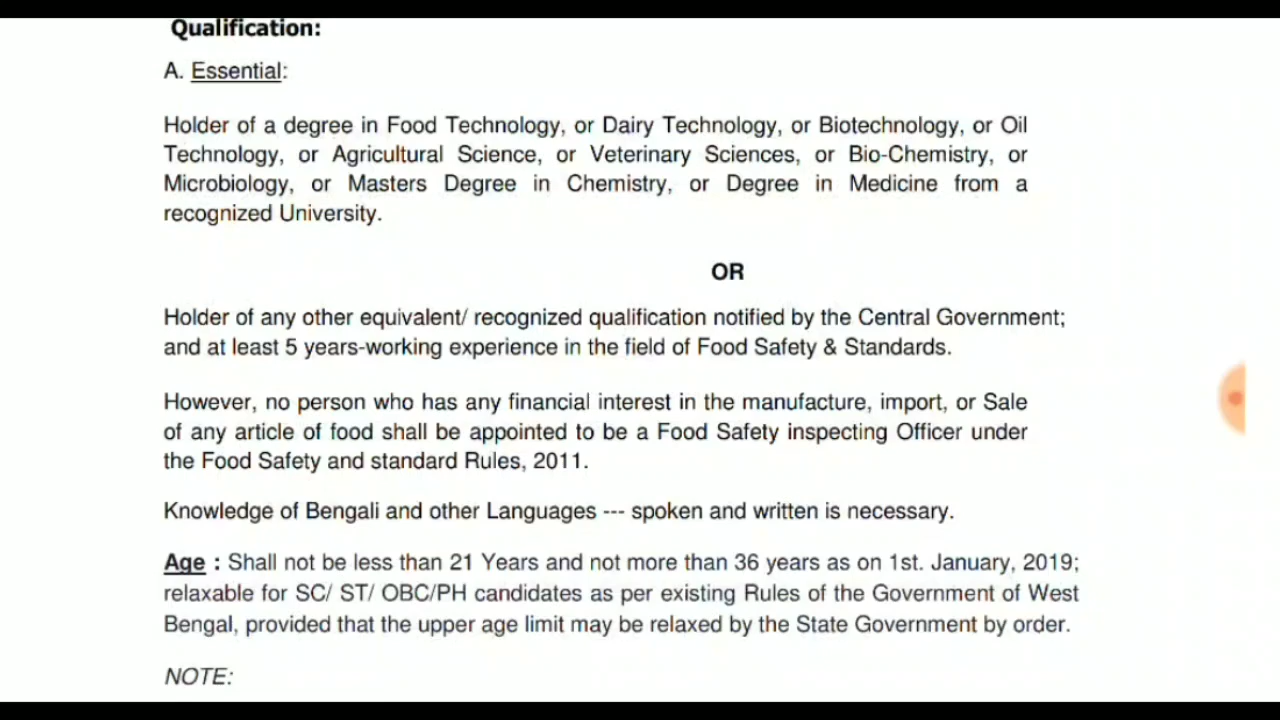 Qualification:
A. Essential:
Holder of a degree in Food Technology, or Dairy Technology, or Biotechnology, or Oil
Technology, or Agricultural Science, or Veterinary Sciences, or Bio-Chemistry, or
Microbiology, or Masters Degree in Chemistry, or Degree in Medicine from a
recognized University.
OR
Holder of any other equivalent/ recognized qualification notified by the Central Government;
and at least 5 years-working experience in the field of Food Safety & Standards.
However, no person who has any financial interest in the manufacture, import, or Sale
of any article of food shall be appointed to be a Food Safety inspecting Officer under
the Food Safety and standard Rules, 2011.
Knowledge of Bengali and other Languages --- spoken and written is necessary.
Age : Shall not be less than 21 Years and not more than 36 years as on 1st. January, 2019;
relaxable for SC/ ST/ OBC/PH candidates as per existing Rules of the Government of West
Bengal, provided that the upper age limit may be relaxed by the State Government by order.
NOTE: